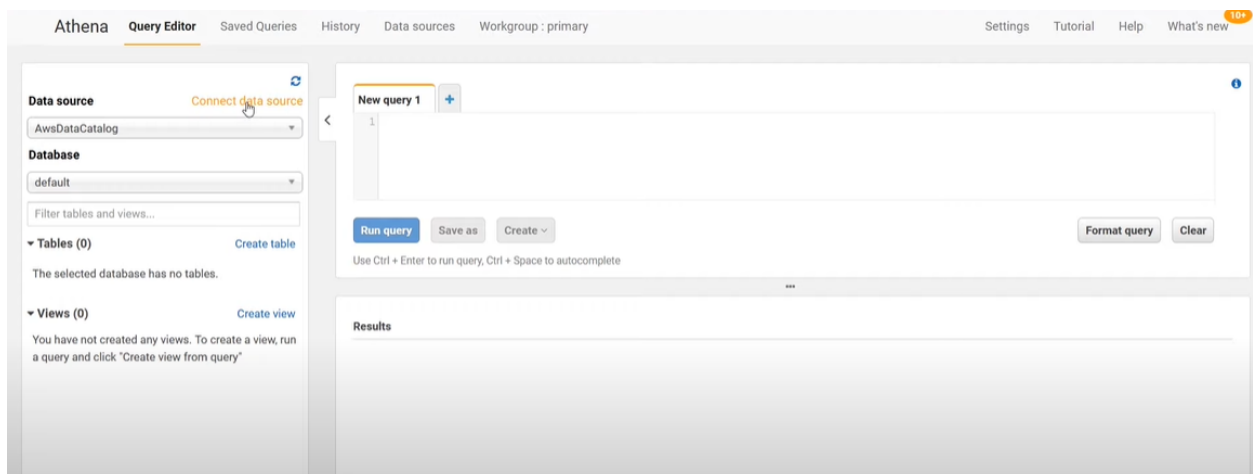 Athena Query Editor Saved Queries History Data sources Workgroup : primary Settings Tutorial Help What's new 10+
Data source Connect data source
AwsDataCatalog
Database
default
Filter tables and views...
Tables (0) Create table
The selected database has no tables.
Views (0) Create view
You have not created any views. To create a view, run
a query and click "Create view from query"
New query 1 +
1
Run query Save as Create Format query Clear
Use Ctrl + Enter to run query, Ctrl + Space to autocomplete
Results